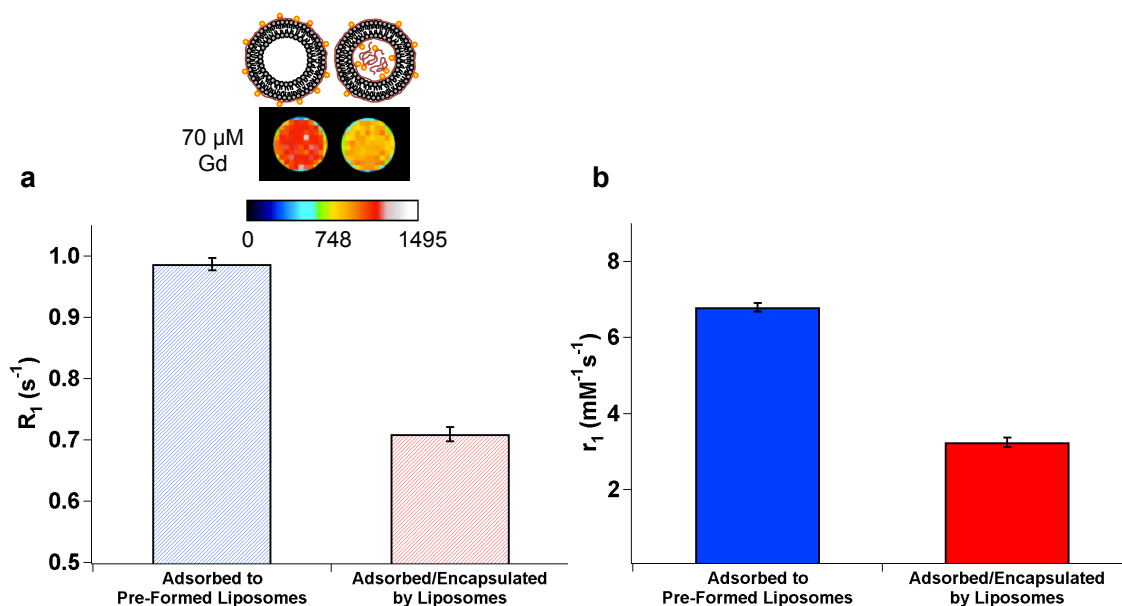 70 µM
Gd
0 748 1495
a
1.0
0.9
0.8
0.7
0.6
0.5
R₁ (s⁻¹)
Adsorbed to
Pre-Formed Liposomes
Adsorbed/Encapsulated
by Liposomes
b
8
6
4
2
r₁ (mM⁻¹s⁻¹)
Adsorbed to
Pre-Formed Liposomes
Adsorbed/Encapsulated
by Liposomes